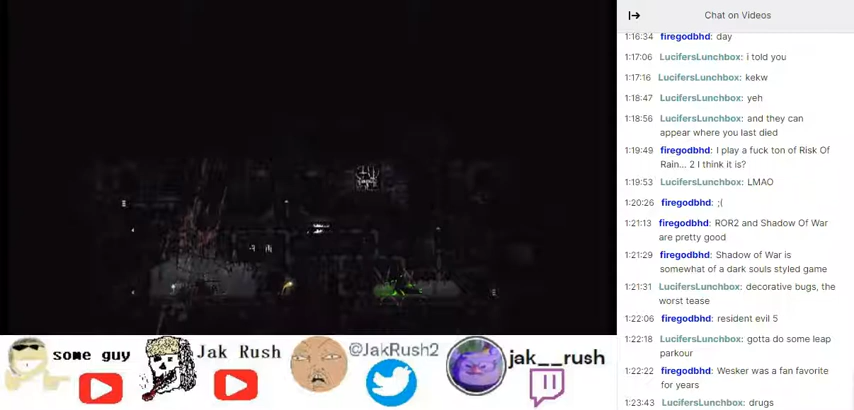 Chat on Videos
1:16:34 firegodbhd: day
1:17:06 LucifersLunchbox: i told you
1:17:16 LucifersLunchbox: kekw
1:18:47 LucifersLunchbox: yeh
1:18:56 LucifersLunchbox: and they can
appear where you last died
1:19:49 firegodbhd: I play a fuck ton of Risk Of
Rain... 2 I think it is?
1:19:53 LucifersLunchbox: LMAO
1:20:26 firegodbhd: ;(
1:21:13 firegodbhd: ROR2 and Shadow Of War
are pretty good
1:21:29 firegodbhd: Shadow of War is
somewhat of a dark souls styled game
1:21:31 LucifersLunchbox: decorative bugs, the
worst tease
1:22:06 firegodbhd: resident evil 5
1:22:18 LucifersLunchbox: gotta do some leap
parkour
1:22:22 firegodbhd: Wesker was a fan favorite
for years
1:23:43 LucifersLunchbox: drugs
some guy
Jak Rush
@JakRush2
jak__rush